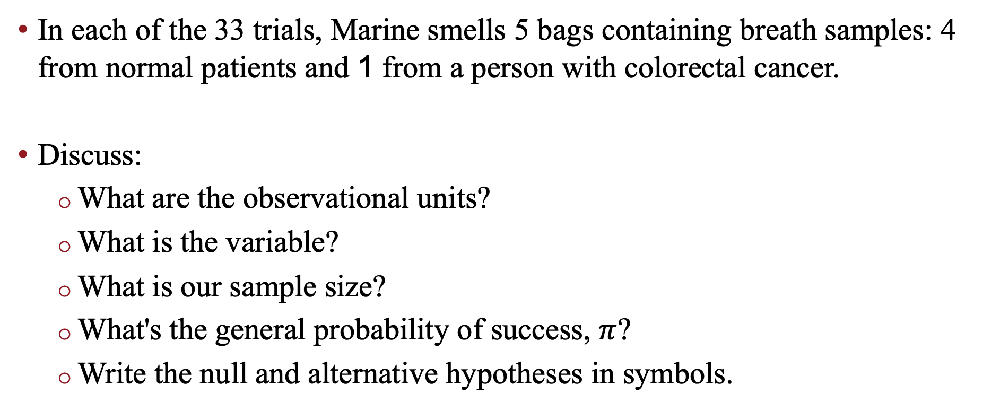 • In each of the 33 trials, Marine smells 5 bags containing breath samples: 4
from normal patients and 1 from a person with colorectal cancer.
• Discuss:
○ What are the observational units?
○ What is the variable?
○ What is our sample size?
○ What's the general probability of success, 𝜋?
○ Write the null and alternative hypotheses in symbols.